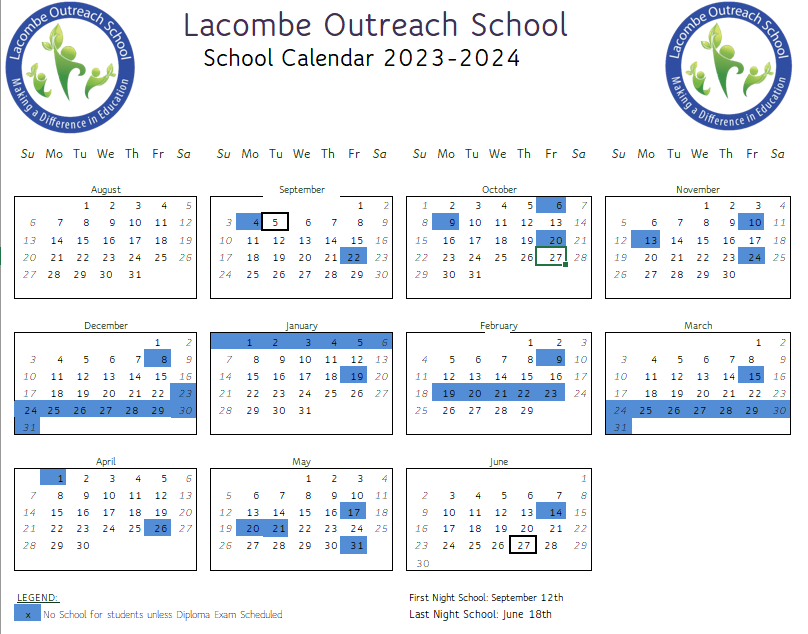 Lacombe Outreach School
Making a Difference in Education
Lacombe Outreach School
School Calendar 2023-2024
Lacombe Outreach School
Making a Difference in Education
Su Mo Tu We Th Fr Sa
Su Mo Tu We Th Fr Sa
Su Mo Tu We Th Fr Sa
Su Mo Tu We Th Fr Sa
August
1 2 3 4 5
6 7 8 9 10 11 12
13 14 15 16 17 18 19
20 21 22 23 24 25 26
27 28 29 30 31
September
1 2
3 4 5 6 7 8 9
10 11 12 13 14 15 16
17 18 19 20 21 22 23
24 25 26 27 28 29 30
October
1 2 3 4 5 6 7
8 9 10 11 12 13 14
15 16 17 18 19 20 21
22 23 24 25 26 27 28
29 30 31
November
1 2 3 4
5 6 7 8 9 10 11
12 13 14 15 16 17 18
19 20 21 22 23 24 25
26 27 28 29 30
December
1 2
3 4 5 6 7 8 9
10 11 12 13 14 15 16
17 18 19 20 21 22 23
24 25 26 27 28 29 30
31
January
1 2 3 4 5 6
7 8 9 10 11 12 13
14 15 16 17 18 19 20
21 22 23 24 25 26 27
28 29 30 31
February
1 2 3
4 5 6 7 8 9 10
11 12 13 14 15 16 17
18 19 20 21 22 23 24
25 26 27 28 29
March
1 2
3 4 5 6 7 8 9
10 11 12 13 14 15 16
17 18 19 20 21 22 23
24 25 26 27 28 29 30
31
April
1 2 3 4 5 6
7 8 9 10 11 12 13
14 15 16 17 18 19 20
21 22 23 24 25 26 27
28 29 30
May
1 2 3 4
5 6 7 8 9 10 11
12 13 14 15 16 17 18
19 20 21 22 23 24 25
26 27 28 29 30 31
June
1
2 3 4 5 6 7 8
9 10 11 12 13 14 15
16 17 18 19 20 21 22
23 24 25 26 27 28 29
30
LEGEND:
x No School for students unless Diploma Exam Scheduled
First Night School: September 12th
Last Night School: June 18th